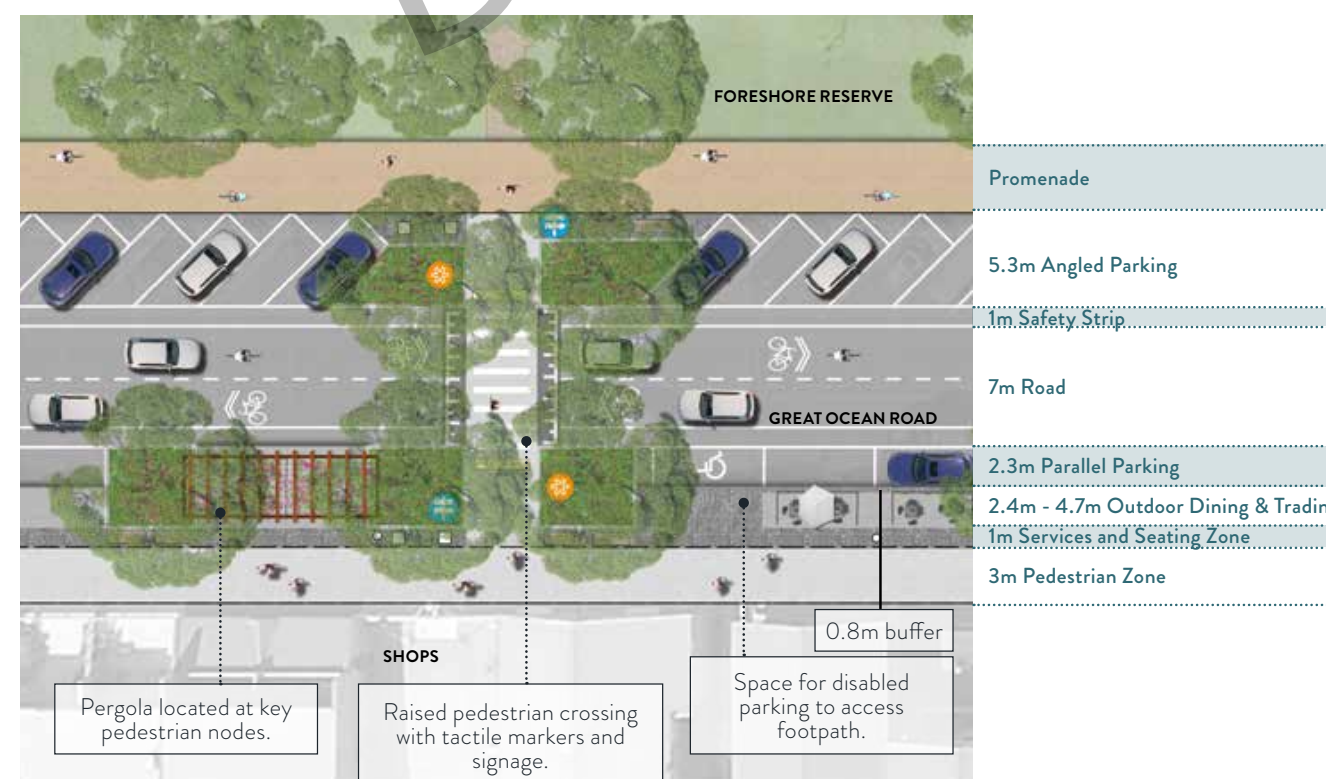 FORESHORE RESERVE
Promenade
5.3m Angled Parking
1m Safety Strip
7m Road
GREAT OCEAN ROAD
2.3m Parallel Parking
2.4m - 4.7m Outdoor Dining & Tradin
1m Services and Seating Zone
3m Pedestrian Zone
0.8m buffer
SHOPS
Pergola located at key
pedestrian nodes.
Raised pedestrian crossing
with tactile markers and
signage.
Space for disabled
parking to access
footpath.